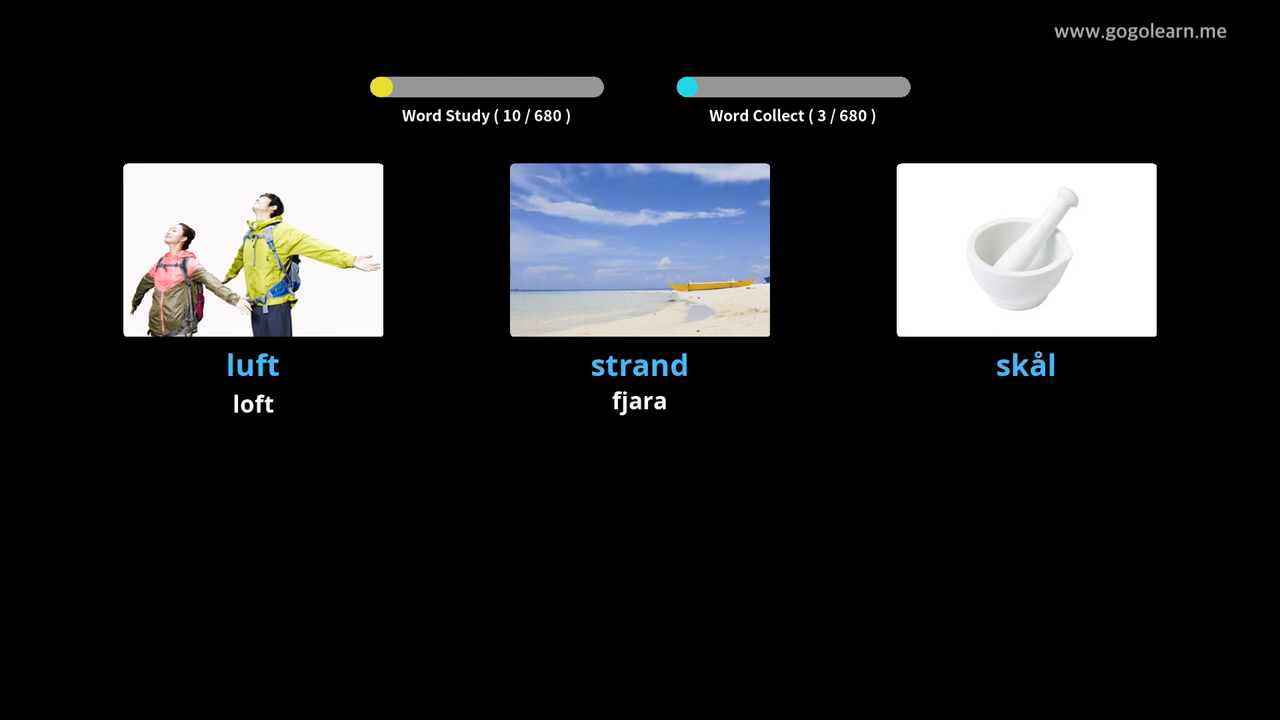 www.gogolearn.me
Word Study ( 10 / 680 )
Word Collect ( 3 / 680 )
luft
strand
skål
loft
fjara